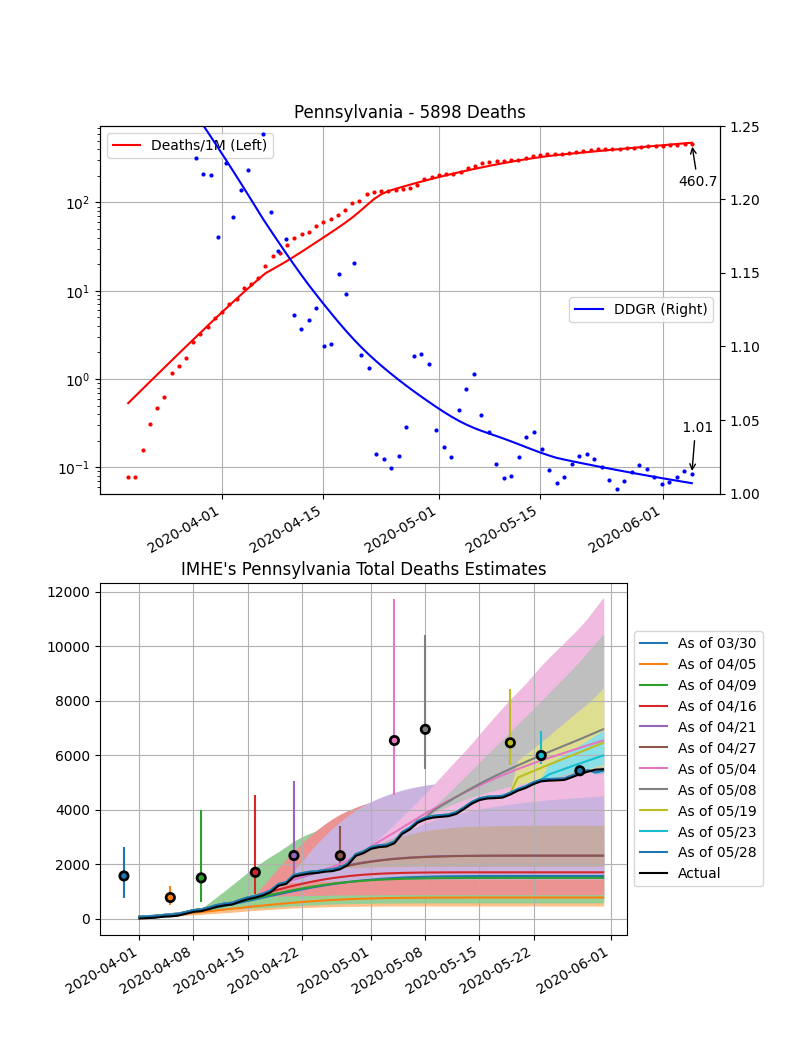 Pennsylvania - 5898 Deaths
Deaths/1M (Left)
DDGR (Right)
460.7
1.01
10²
10¹
10⁰
10⁻¹
1.25
1.20
1.15
1.10
1.05
1.00
2020-04-01
2020-04-15
2020-05-01
2020-05-15
2020-06-01
IMHE's Pennsylvania Total Deaths Estimates
12000
10000
8000
6000
4000
2000
0
2020-04-01
2020-04-08
2020-04-15
2020-04-22
2020-05-01
2020-05-08
2020-05-15
2020-05-22
2020-06-01
As of 03/30
As of 04/05
As of 04/09
As of 04/16
As of 04/21
As of 04/27
As of 05/04
As of 05/08
As of 05/19
As of 05/23
As of 05/28
Actual